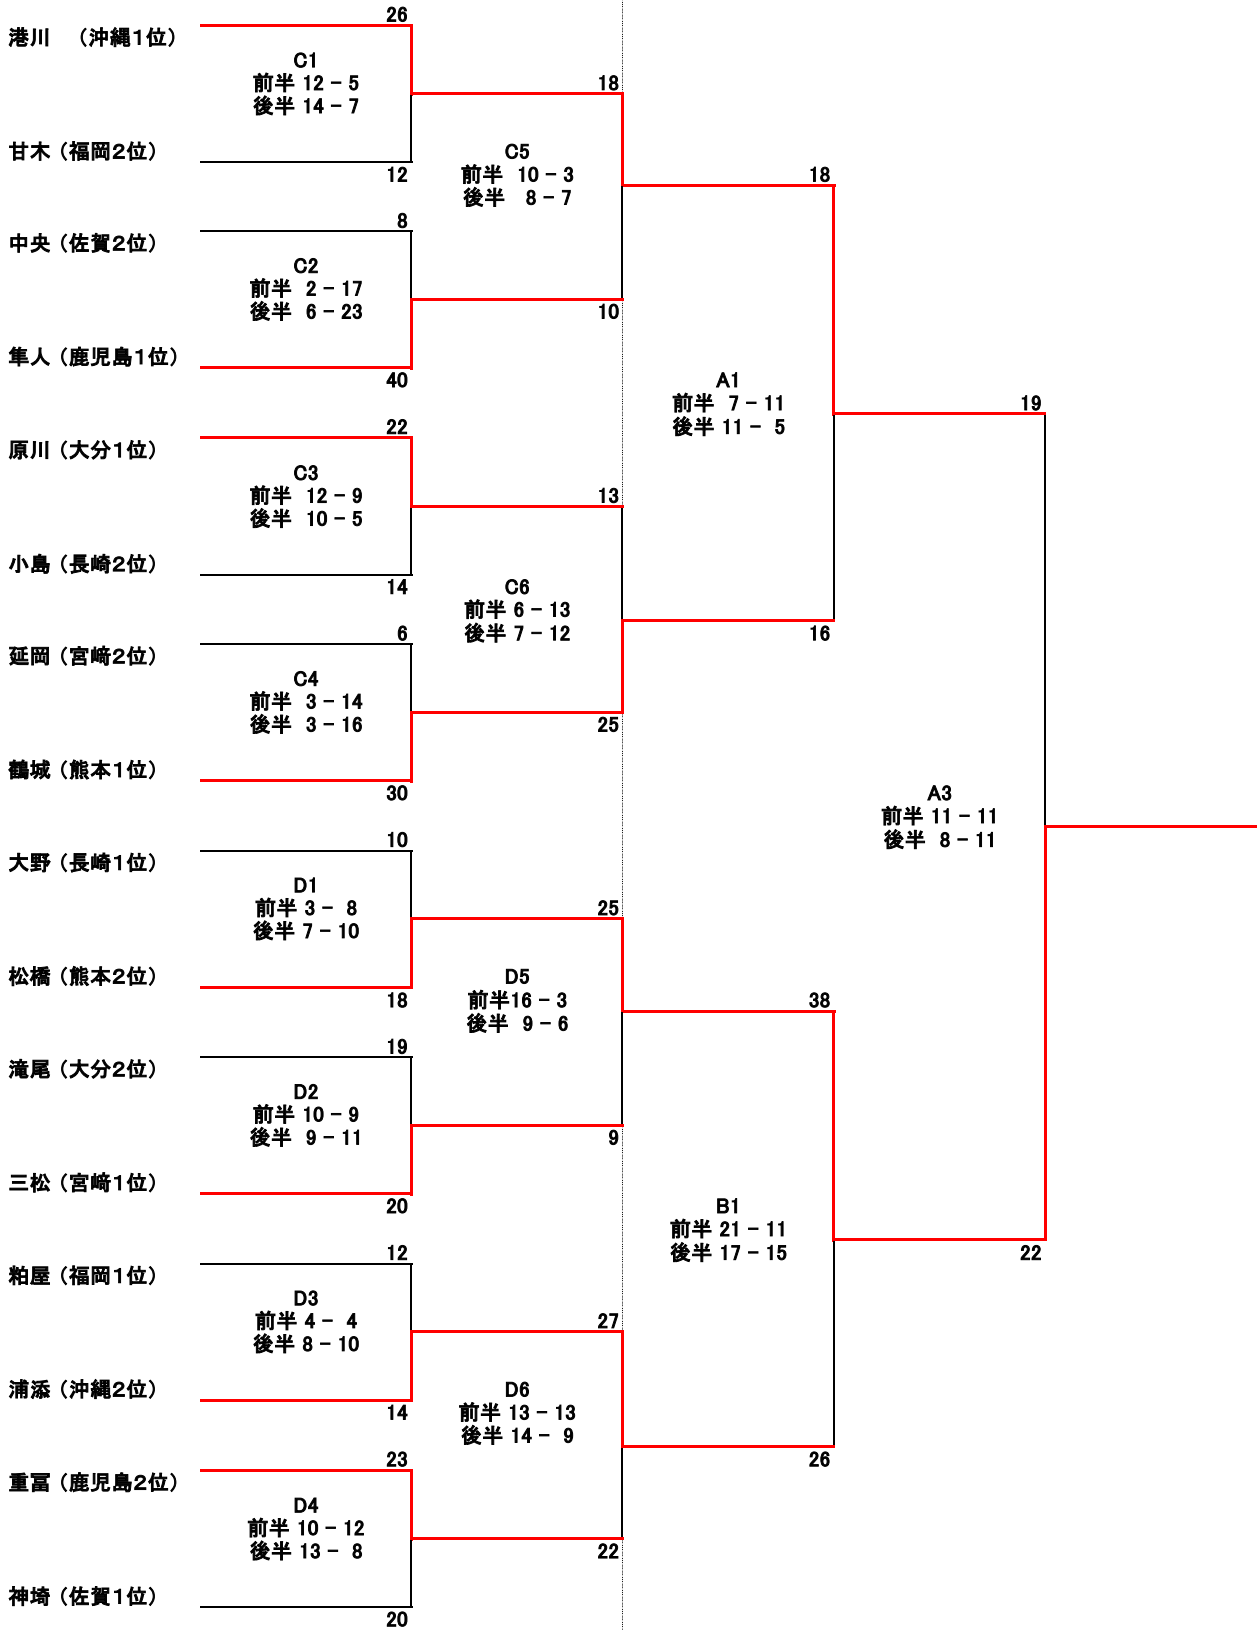 26
港川　（沖縄１位）
C1
前半 12 − 5
後半 14 − 7
甘木（福岡２位）
12
18
C5
前半 10 − 3
後半 8 − 7
8
中央（佐賀２位）
C2
前半 2 − 17
後半 6 − 23
隼人（鹿児島１位）
40
10
18
A1
前半 7 − 11
後半 11 − 5
22
原川（大分１位）
C3
前半 12 − 9
後半 10 − 5
小島（長崎２位）
14
13
C6
前半 6 − 13
後半 7 − 12
6
延岡（宮﨑２位）
C4
前半 3 − 14
後半 3 − 16
鶴城（熊本１位）
30
25
16
19
A3
前半 11 − 11
後半 8 − 11
10
大野（長崎１位）
D1
前半 3 − 8
後半 7 − 10
松橋（熊本２位）
18
25
D5
前半16 − 3
後半 9 − 6
19
滝尾（大分２位）
D2
前半 10 − 9
後半 9 − 11
三松（宮﨑１位）
20
9
38
B1
前半 21 − 11
後半 17 − 15
22
12
粕屋（福岡１位）
D3
前半 4 − 4
後半 8 − 10
浦添（沖縄２位）
14
27
D6
前半 13 − 13
後半 14 − 9
26
23
重冨（鹿児島２位）
D4
前半 10 − 12
後半 13 − 8
神埼（佐賀１位）
20
22